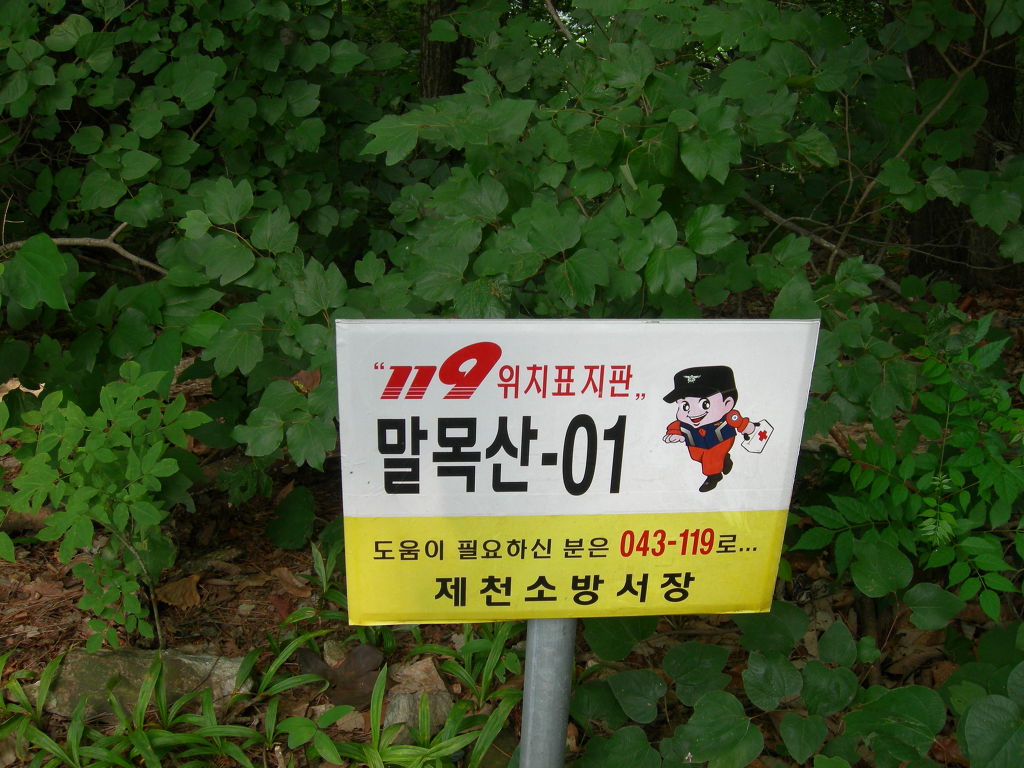 “119 위치표지판„
말목산-01
도움이 필요하신 분은 043-119로...
제천소방서장